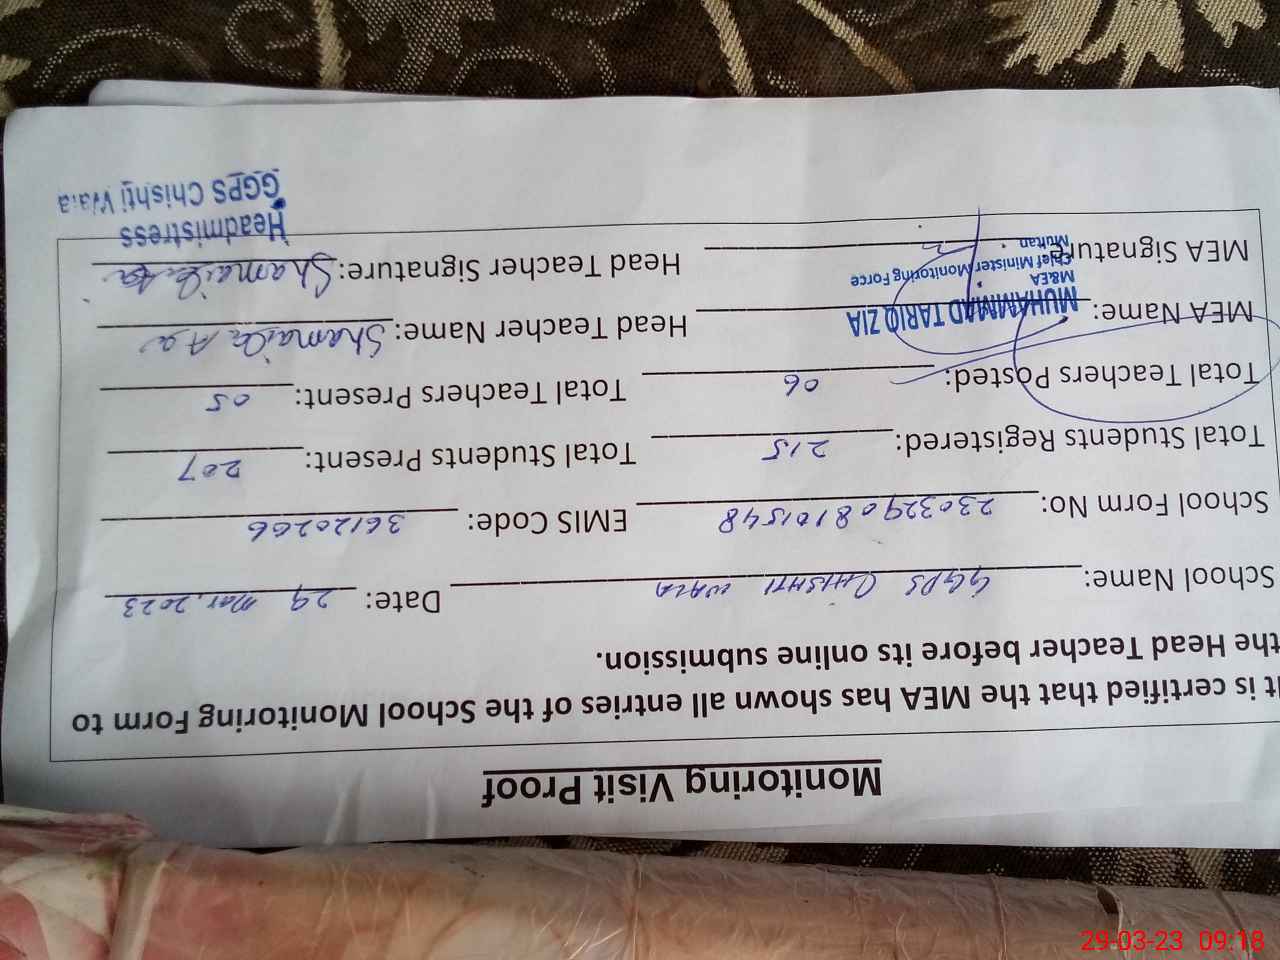 Monitoring Visit Proof
It is certified that the MEA has shown all entries of the School Monitoring Form to
the Head Teacher before its online submission.
School Name: GGPS CHISHTI WALA Date: 29 Mar, 2023
School Form No: 23032908101548 EMIS Code: 36120266
Total Students Registered: 215 Total Students Present: 207
Total Teachers Posted: 06 Total Teachers Present: 05
MEA Name: MUHAMMAD TARIQ ZIA Head Teacher Name: Shamaila
M&EA
Chief Minister Monitoring Force
Multan
MEA Signature Head Teacher Signature: Shamaila
Headmistress
GGPS Chishti Wala
29-03-23 09:18